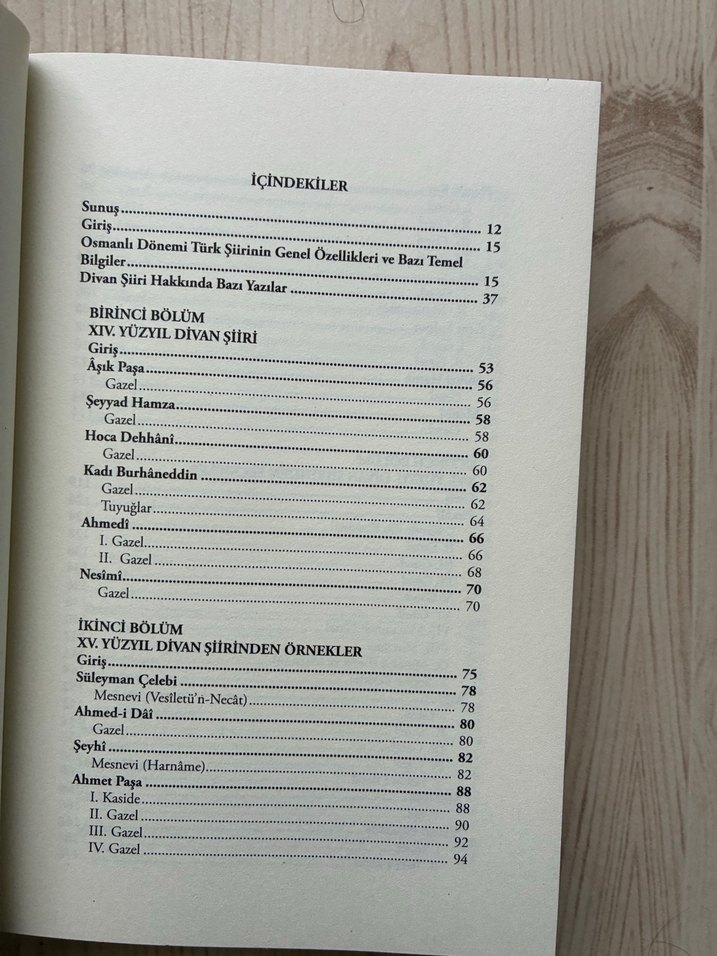 İÇİNDEKİLER
Sunuş 12
Giriş 15
Osmanlı Dönemi Türk Şiirinin Genel Özellikleri ve Bazı Temel
Bilgiler 15
Divan Şiiri Hakkında Bazı Yazılar 37
BİRİNCİ BÖLÜM
XIV. YÜZYIL DİVAN ŞİİRİ
Giriş 53
Âşık Paşa 56
Gazel 56
Şeyyad Hamza 58
Gazel 58
Hoca Dehhânî 60
Gazel 60
Kadı Burhâneddin 62
Gazel 62
Tuyuğlar 64
Ahmedî 66
I. Gazel 66
II. Gazel 68
Nesîmî 70
Gazel 70
İKİNCİ BÖLÜM
XV. YÜZYIL DİVAN ŞİİRİNDEN ÖRNEKLER
Giriş 75
Süleyman Çelebi 78
Mesnevi (Vesîletü'n-Necât) 78
Ahmed-i Dâî 80
Gazel 80
Şeyhî 82
Mesnevi (Harnâme) 82
Ahmet Paşa 88
I. Kaside 88
II. Gazel 90
III. Gazel 92
IV. Gazel 94